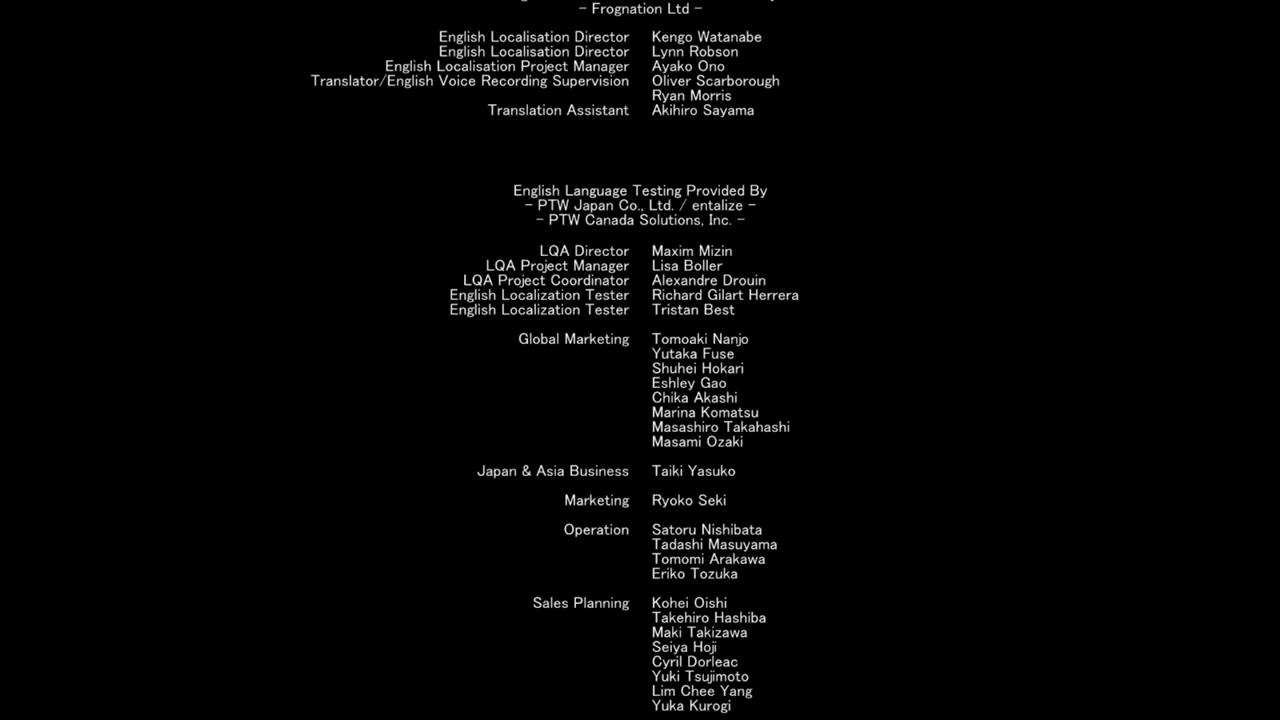 - Frognation Ltd -
English Localisation Director Kengo Watanabe
English Localisation Director Lynn Robson
English Localisation Project Manager Ayako Ono
Translator/English Voice Recording Supervision Oliver Scarborough
Ryan Morris
Translation Assistant Akihiro Sayama
English Language Testing Provided By
- PTW Japan Co., Ltd. / entalize -
- PTW Canada Solutions, Inc. -
LQA Director Maxim Mizin
LQA Project Manager Lisa Boller
LQA Project Coordinator Alexandre Drouin
English Localization Tester Richard Gilart Herrera
English Localization Tester Tristan Best
Global Marketing Tomoaki Nanjo
Yutaka Fuse
Shuhei Hokari
Eshley Gao
Chika Akashi
Marina Komatsu
Masashiro Takahashi
Masami Ozaki
Japan & Asia Business Taiki Yasuko
Marketing Ryoko Seki
Operation Satoru Nishibata
Tadashi Masuyama
Tomomi Arakawa
Eriko Tozuka
Sales Planning Kohei Oishi
Takehiro Hashiba
Maki Takizawa
Seiya Hoji
Cyril Dorleac
Yuki Tsujimoto
Lim Chee Yang
Yuka Kurogi